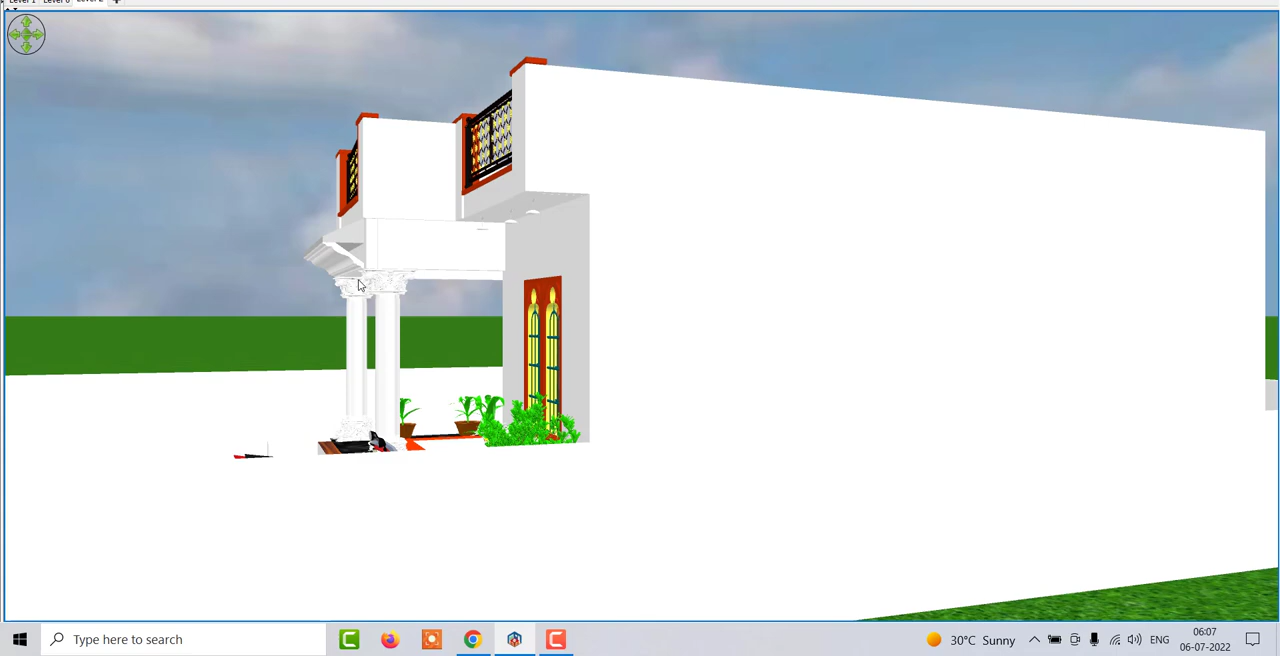 Type here to search
30°C Sunny
ENG
06:07
06-07-2022